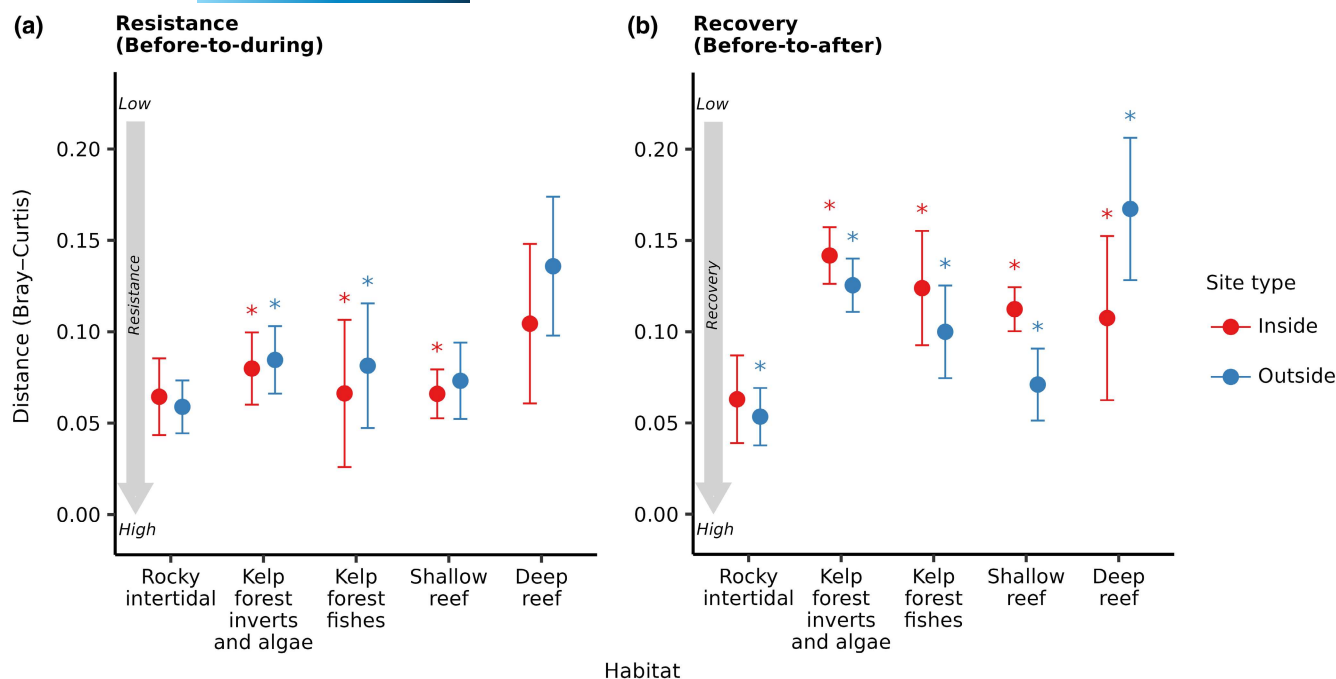 (a)
Resistance
(Before-to-during)
Distance (Bray–Curtis)
0.20
0.15
0.10
0.05
0.00
Low
Resistance
High
*
*
*
*
*
Rocky
intertidal
Kelp
forest
inverts
and algae
Kelp
forest
fishes
Shallow
reef
Deep
reef
(b)
Recovery
(Before-to-after)
0.20
0.15
0.10
0.05
0.00
Low
Recovery
High
*
*
*
*
*
*
*
*
*
Rocky
intertidal
Kelp
forest
inverts
and algae
Kelp
forest
fishes
Shallow
reef
Deep
reef
Habitat
Site type
Inside
Outside